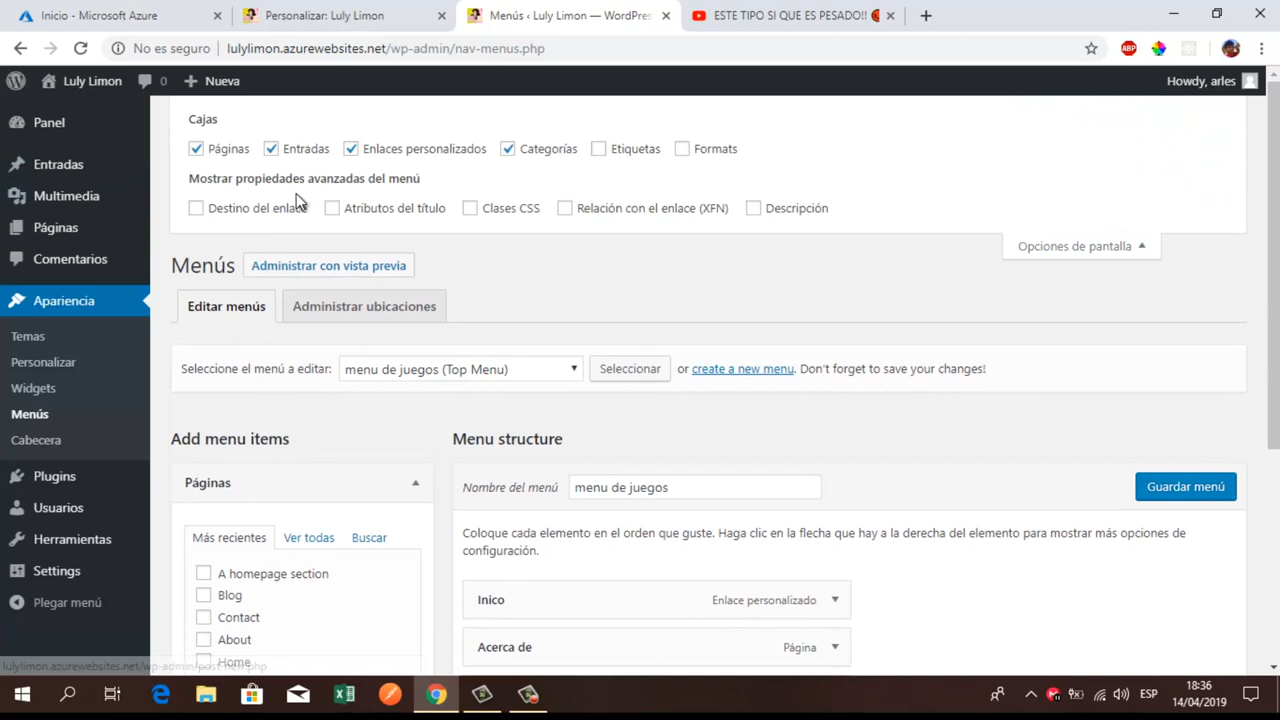 Inicio - Microsoft Azure
Personalizar: Luly Limon
Menús ‹ Luly Limon — WordPres
ESTE TIPO SI QUE ES PESADO!!
No es seguro
lulylimon.azurewebsites.net/wp-admin/nav-menus.php
ABP
Luly Limon
0
Nueva
Howdy, arles
Panel
Entradas
Multimedia
Páginas
Comentarios
Apariencia
Temas
Personalizar
Widgets
Menús
Cabecera
Plugins
Usuarios
Herramientas
Settings
Plegar menú
Cajas
Páginas Entradas Enlaces personalizados Categorías Etiquetas Formats
Mostrar propiedades avanzadas del menú
Destino del enlace Atributos del título Clases CSS Relación con el enlace (XFN) Descripción
Opciones de pantalla
Menús Administrar con vista previa
Editar menús Administrar ubicaciones
Seleccione el menú a editar: menu de juegos (Top Menu) Seleccionar or create a new menu. Don't forget to save your changes!
Add menu items
Páginas
Más recientes Ver todas Buscar
A homepage section
Blog
Contact
About
Home
Menu structure
Nombre del menú menu de juegos Guardar menú
Coloque cada elemento en el orden que guste. Haga clic en la flecha que hay a la derecha del elemento para mostrar más opciones de
configuración.
Inico Enlace personalizado
Acerca de Página
lulylimon.azurewebsites.net/wp-admin/post-new.php
ESP
18:36
14/04/2019